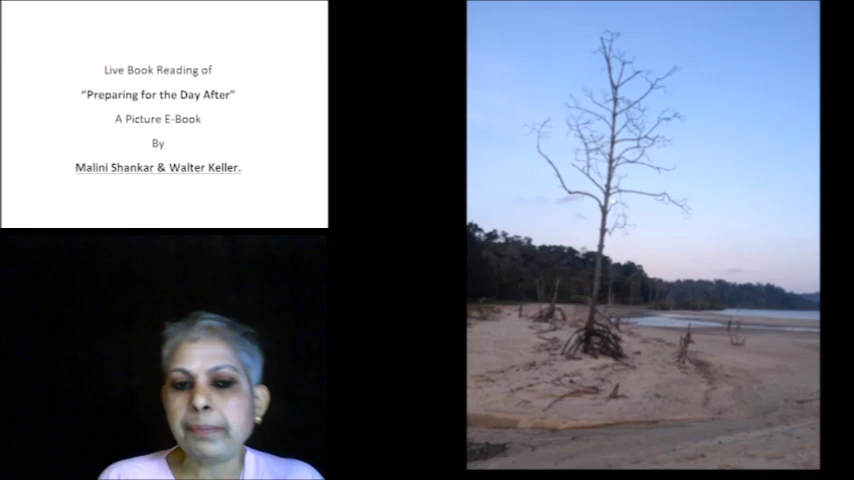 Live Book Reading of
“Preparing for the Day After”
A Picture E-Book
By
Malini Shankar & Walter Keller.